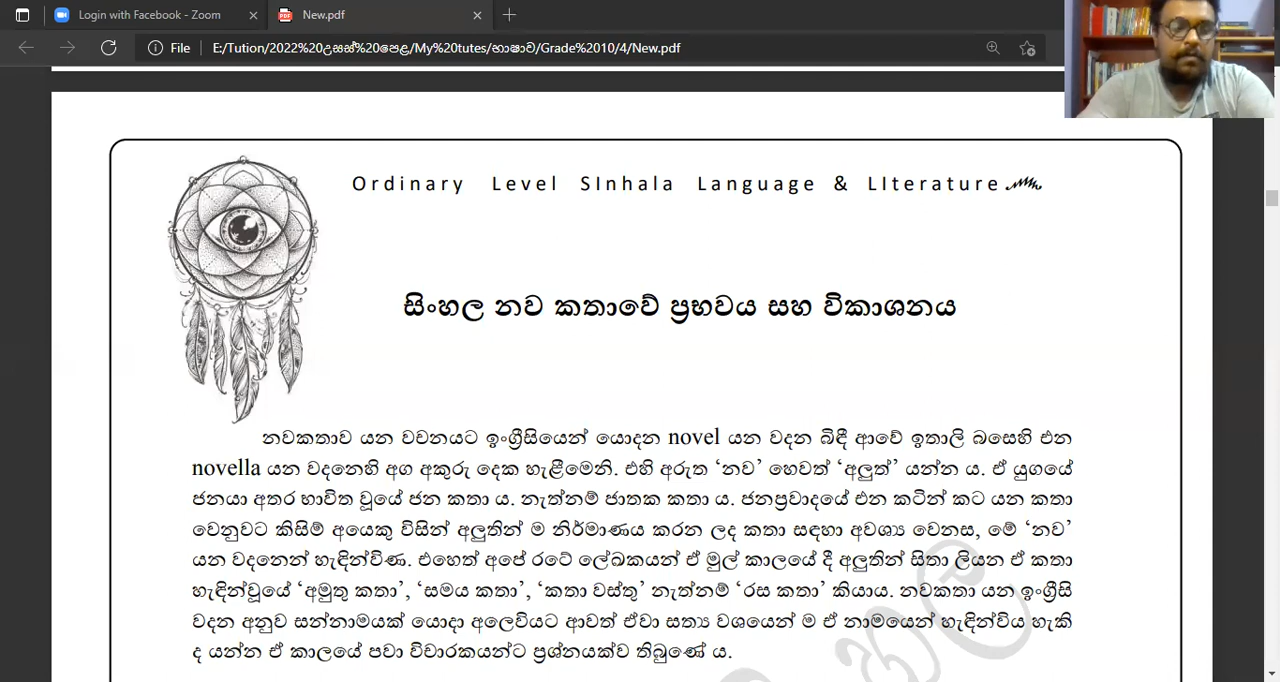 Login with Facebook - Zoom
New.pdf
File
E:/Tution/2022%20උසස්%20පෙළ/My%20tutes/භාෂාව/Grade%2010/4/New.pdf
Ordinary Level SInhala Language & LIterature
සිංහල නව කතාවේ ප්‍රභවය සහ විකාශනය
නවකතාව යන වචනයට ඉංග්‍රීසියෙන් යොදන novel යන වදන බිඳී ආවේ ඉතාලි බසෙහි එන
novella යන වදනෙහි අග අකුරු දෙක හැළීමෙනි. එහි අරුත ‘නව’ හෙවත් ‘අලුත්’ යන්න ය. ඒ යුගයේ
ජනයා අතර භාවිත වූයේ ජන කතා ය. නැත්නම් ජාතක කතා ය. ජනප්‍රවාදයේ එන කටින් කට යන කතා
වෙනුවට කිසිම් අයෙකු විසින් අලුතින් ම නිර්මාණය කරන ලද කතා සඳහා අවශ්‍ය වෙනස, මේ ‘නව’
යන වදනෙන් හැඳින්විණ. එහෙත් අපේ රටේ ලේඛකයන් ඒ මුල් කාලයේ දී අලුතින් සිතා ලියන ඒ කතා
හැඳින්වූයේ ‘අමුතු කතා’, ‘සමය කතා’, ‘කතා වස්තු’ නැත්නම් ‘රස කතා’ කියාය. නවකතා යන ඉංග්‍රීසි
වදන අනුව සන්නාමයක් යොදා අලෙවියට ආවත් ඒවා සත්‍ය වශයෙන් ම ඒ නාමයෙන් හැඳින්විය හැකි
ද යන්න ඒ කාලයේ පවා විචාරකයන්ට ප්‍රශ්නයක්ව තිබුණේ ය.